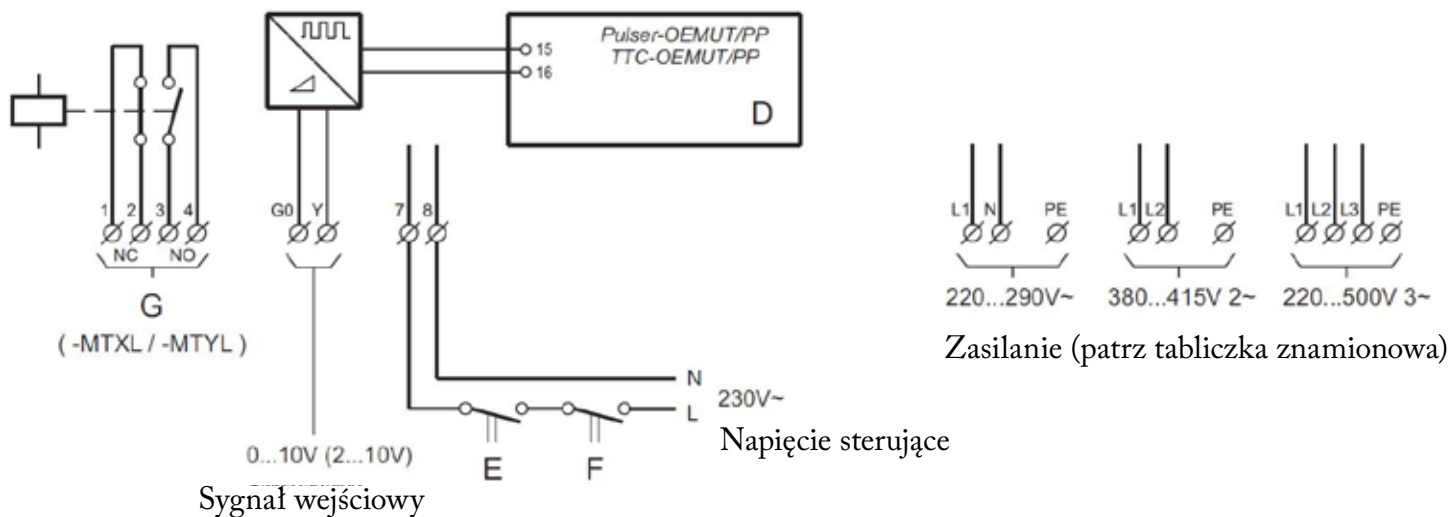 Pulser-OEMUT/PP
TTC-OEMUT/PP
15
16
D
1 2 3 4
NC NO
G
( -MTXL / -MTYL )
G0 Y
7 8
0...10V (2...10V)
Sygnał wejściowy
E F
N
L
230V~
Napięcie sterujące
L1 N PE
220...290V~
L1 L2 PE
380...415V 2~
L1 L2 L3 PE
220...500V 3~
Zasilanie (patrz tabliczka znamionowa)